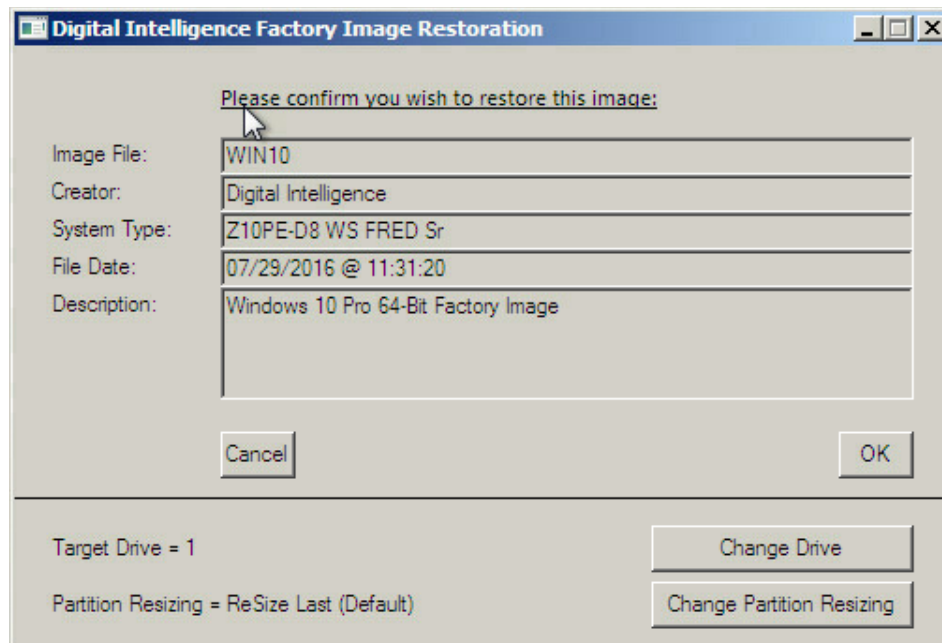 Digital Intelligence Factory Image Restoration
Please confirm you wish to restore this image:
Image File: WIN10
Creator: Digital Intelligence
System Type: Z10PE-D8 WS FRED Sr
File Date: 07/29/2016 @ 11:31:20
Description: Windows 10 Pro 64-Bit Factory Image
Cancel OK
Target Drive = 1 Change Drive
Partition Resizing = ReSize Last (Default) Change Partition Resizing